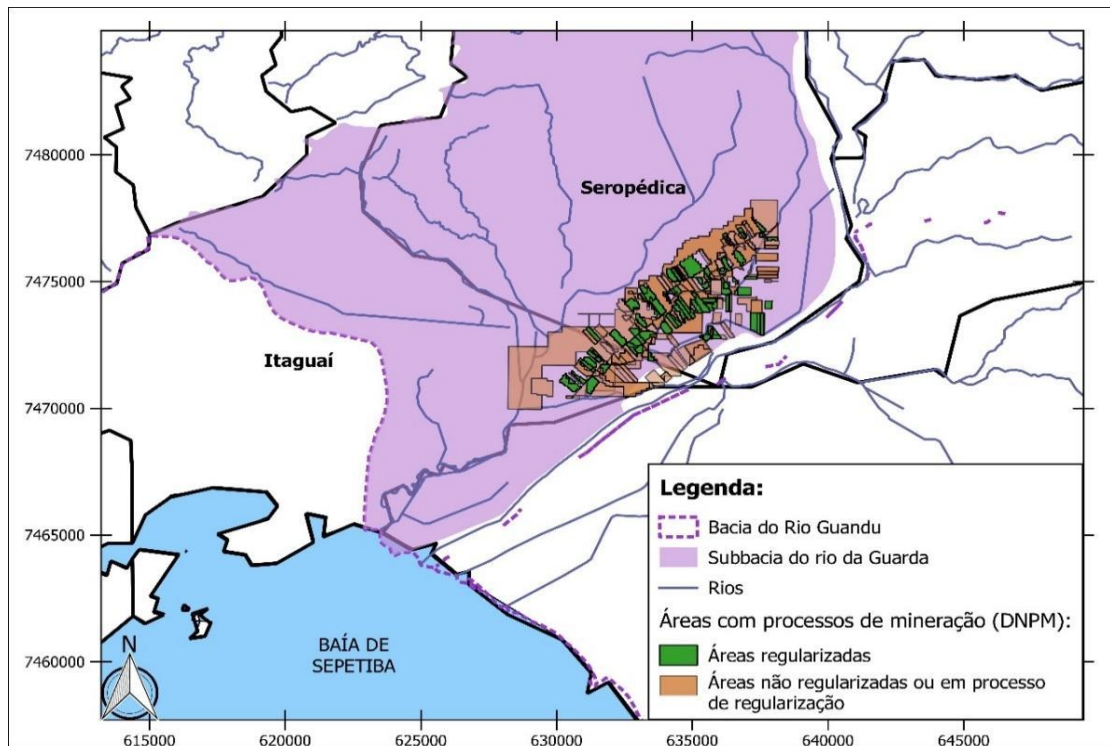 615000 620000 625000 630000 635000 640000 645000
7480000
Seropédica
7475000
Itaguaí
7470000
7465000
7460000
BAÍA DE
SEPETIBA
N
Legenda:
Bacia do Rio Guandu
Subbacia do rio da Guarda
Rios
Áreas com processos de mineração (DNPM):
Áreas regularizadas
Áreas não regularizadas ou em processo
de regularização